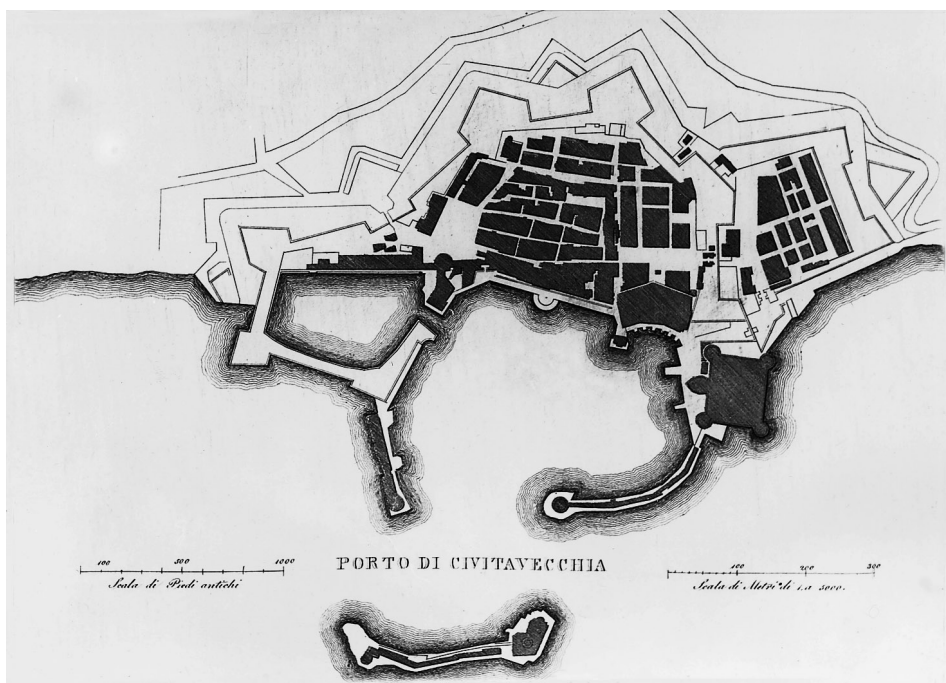 100 500 1000
Scala di Piedi antichi
PORTO DI CIVITAVECCHIA
100 200 300
Scala di Metri di 1 a 5000.